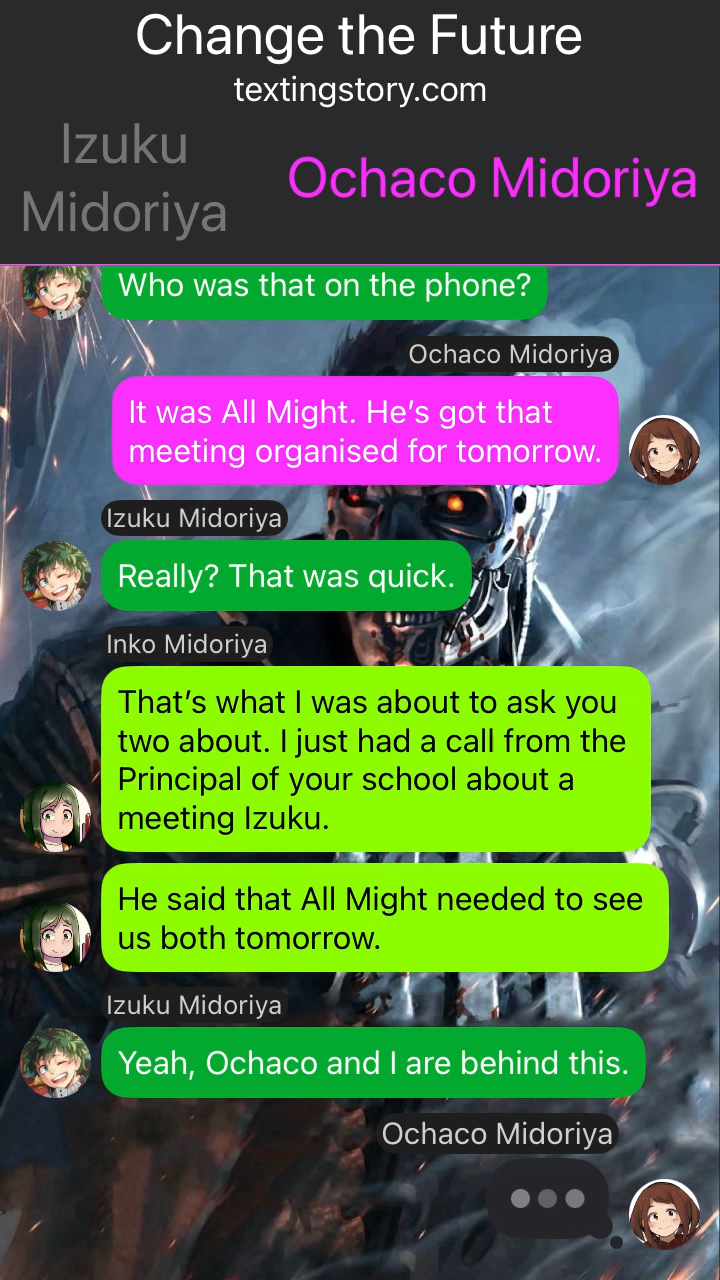 Change the Future
textingstory.com
Izuku
Midoriya
Ochaco Midoriya
Who was that on the phone?
Ochaco Midoriya
It was All Might. He’s got that
meeting organised for tomorrow.
Izuku Midoriya
Really? That was quick.
Inko Midoriya
That’s what I was about to ask you
two about. I just had a call from the
Principal of your school about a
meeting Izuku.
He said that All Might needed to see
us both tomorrow.
Izuku Midoriya
Yeah, Ochaco and I are behind this.
Ochaco Midoriya